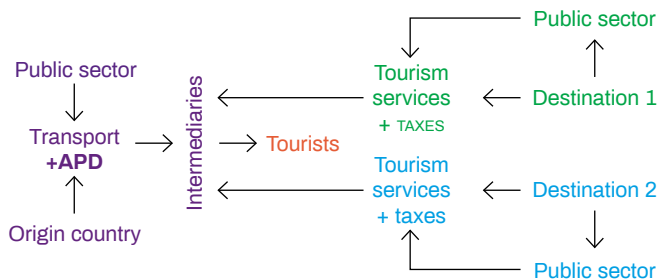 Public sector
Public sector
Tourism
services
+ TAXES
Destination 1
Transport
+APD
Intermediaries
Tourists
Tourism
services
+ taxes
Destination 2
Origin country
Public sector